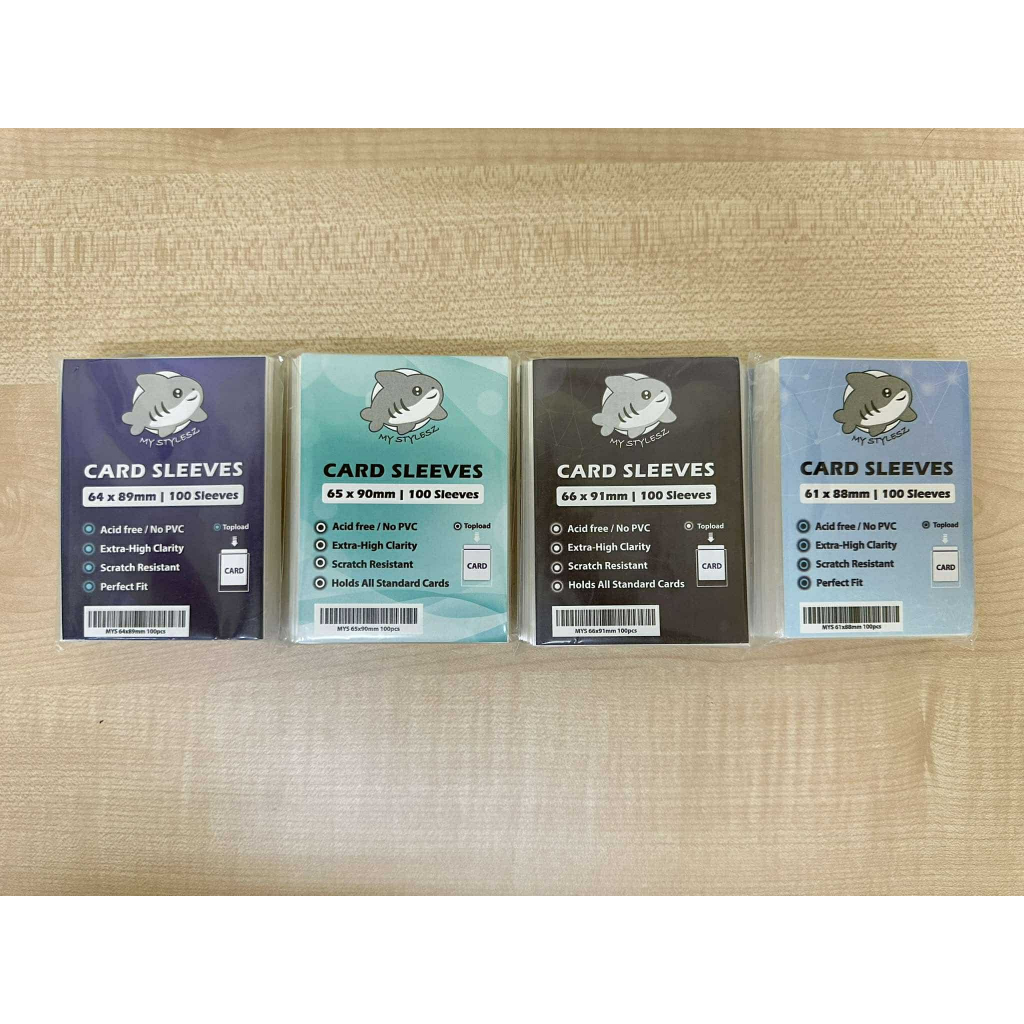 MY STYLESZ
CARD SLEEVES
64 x 89mm | 100 Sleeves
Acid free / No PVC
Topload
Extra-High Clarity
CARD
Scratch Resistant
Perfect Fit
MYS 64x89mm 100pcs
MY STYLESZ
CARD SLEEVES
65 x 90mm | 100 Sleeves
Acid free / No PVC
Topload
Extra-High Clarity
CARD
Scratch Resistant
Holds All Standard Cards
MYS 65x90mm 100pcs
MY STYLESZ
CARD SLEEVES
66 x 91mm | 100 Sleeves
Acid free / No PVC
Topload
Extra-High Clarity
CARD
Scratch Resistant
Holds All Standard Cards
MYS 66x91mm 100pcs
MY STYLESZ
CARD SLEEVES
61 x 88mm | 100 Sleeves
Acid free / No PVC
Topload
Extra-High Clarity
CARD
Scratch Resistant
Perfect Fit
MYS 61x88mm 100pcs